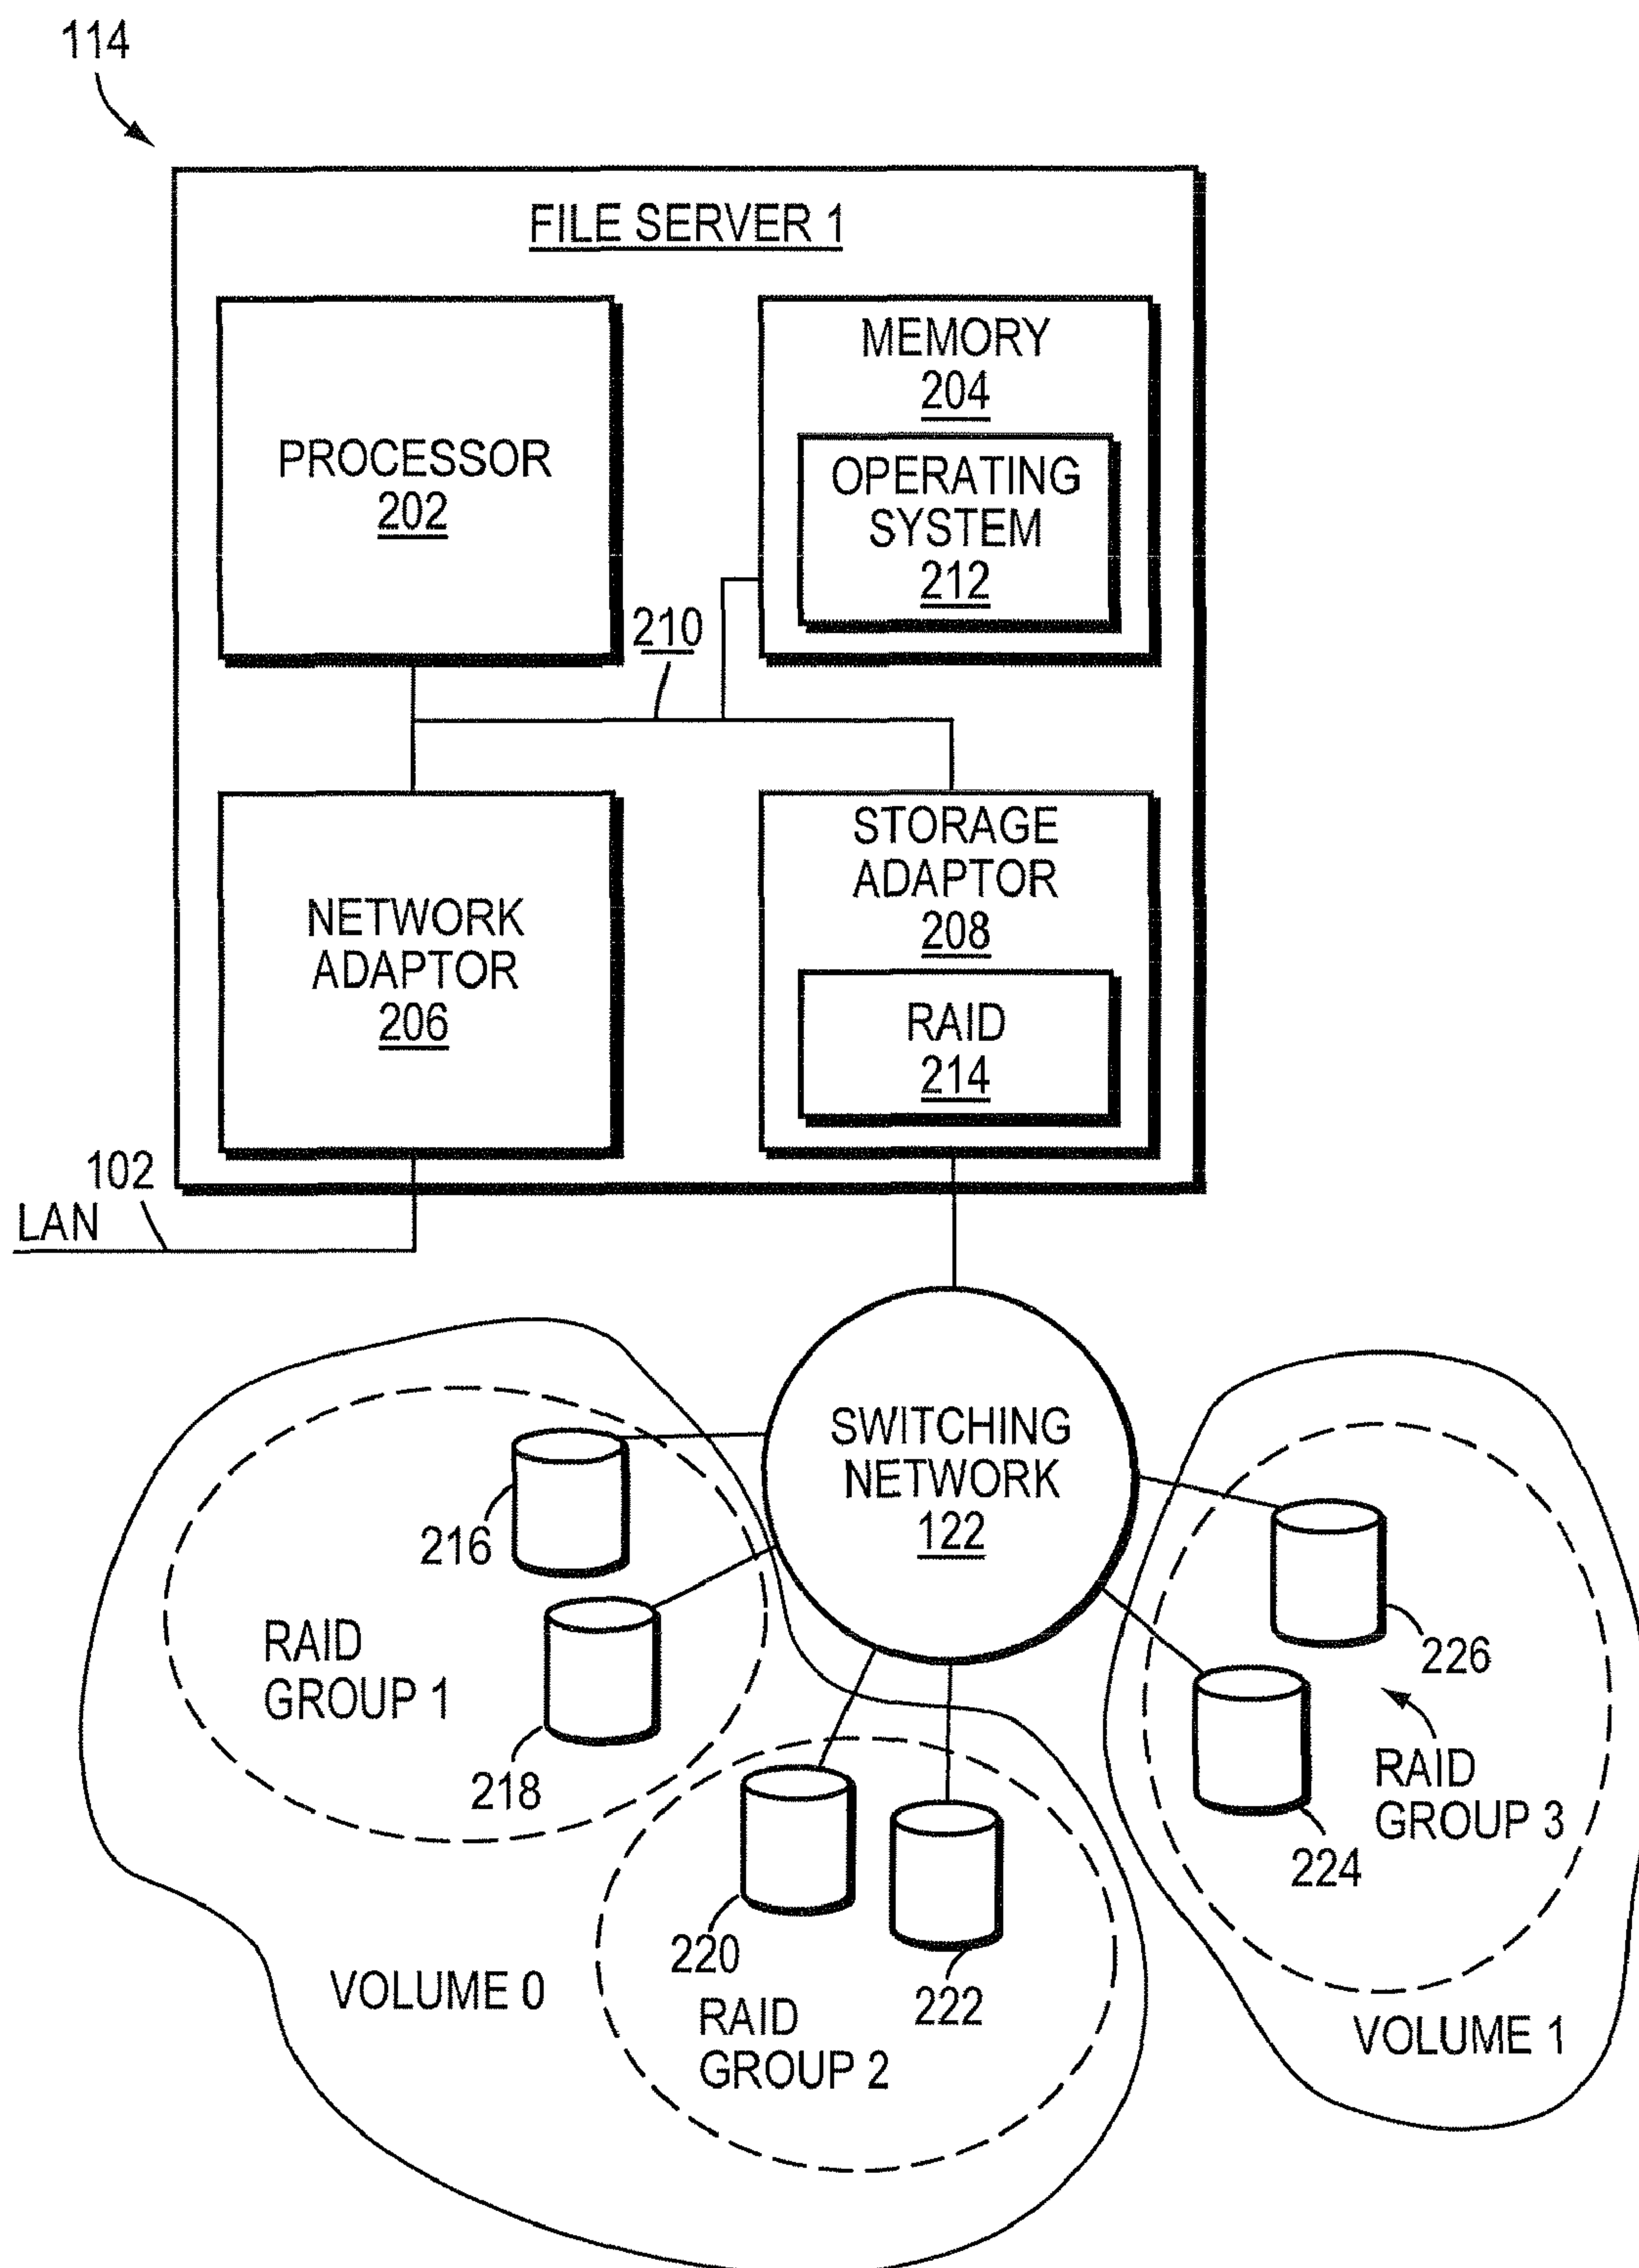 114
FILE SERVER 1
PROCESSOR
202
MEMORY
204
OPERATING
SYSTEM
212
210
NETWORK
ADAPTOR
206
STORAGE
ADAPTOR
208
RAID
214
102
LAN
SWITCHING
NETWORK
122
216
RAID
GROUP 1
218
226
RAID
GROUP 3
224
220
222
RAID
GROUP 2
VOLUME 0
VOLUME 1